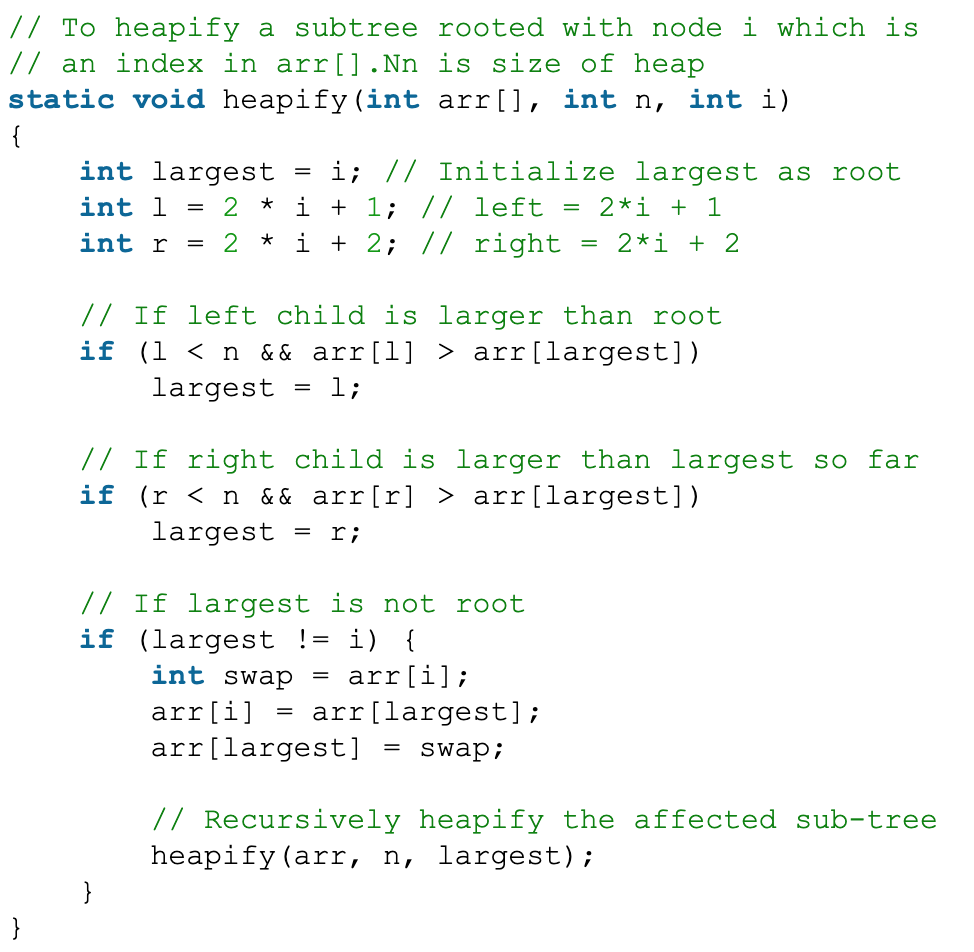 // To heapify a subtree rooted with node i which is
// an index in arr[].Nn is size of heap
static void heapify(int arr[], int n, int i)
{
    int largest = i; // Initialize largest as root
    int l = 2 * i + 1; // left = 2*i + 1
    int r = 2 * i + 2; // right = 2*i + 2

    // If left child is larger than root
    if (l < n && arr[l] > arr[largest])
        largest = l;

    // If right child is larger than largest so far
    if (r < n && arr[r] > arr[largest])
        largest = r;

    // If largest is not root
    if (largest != i) {
        int swap = arr[i];
        arr[i] = arr[largest];
        arr[largest] = swap;

        // Recursively heapify the affected sub-tree
        heapify(arr, n, largest);
    }
}